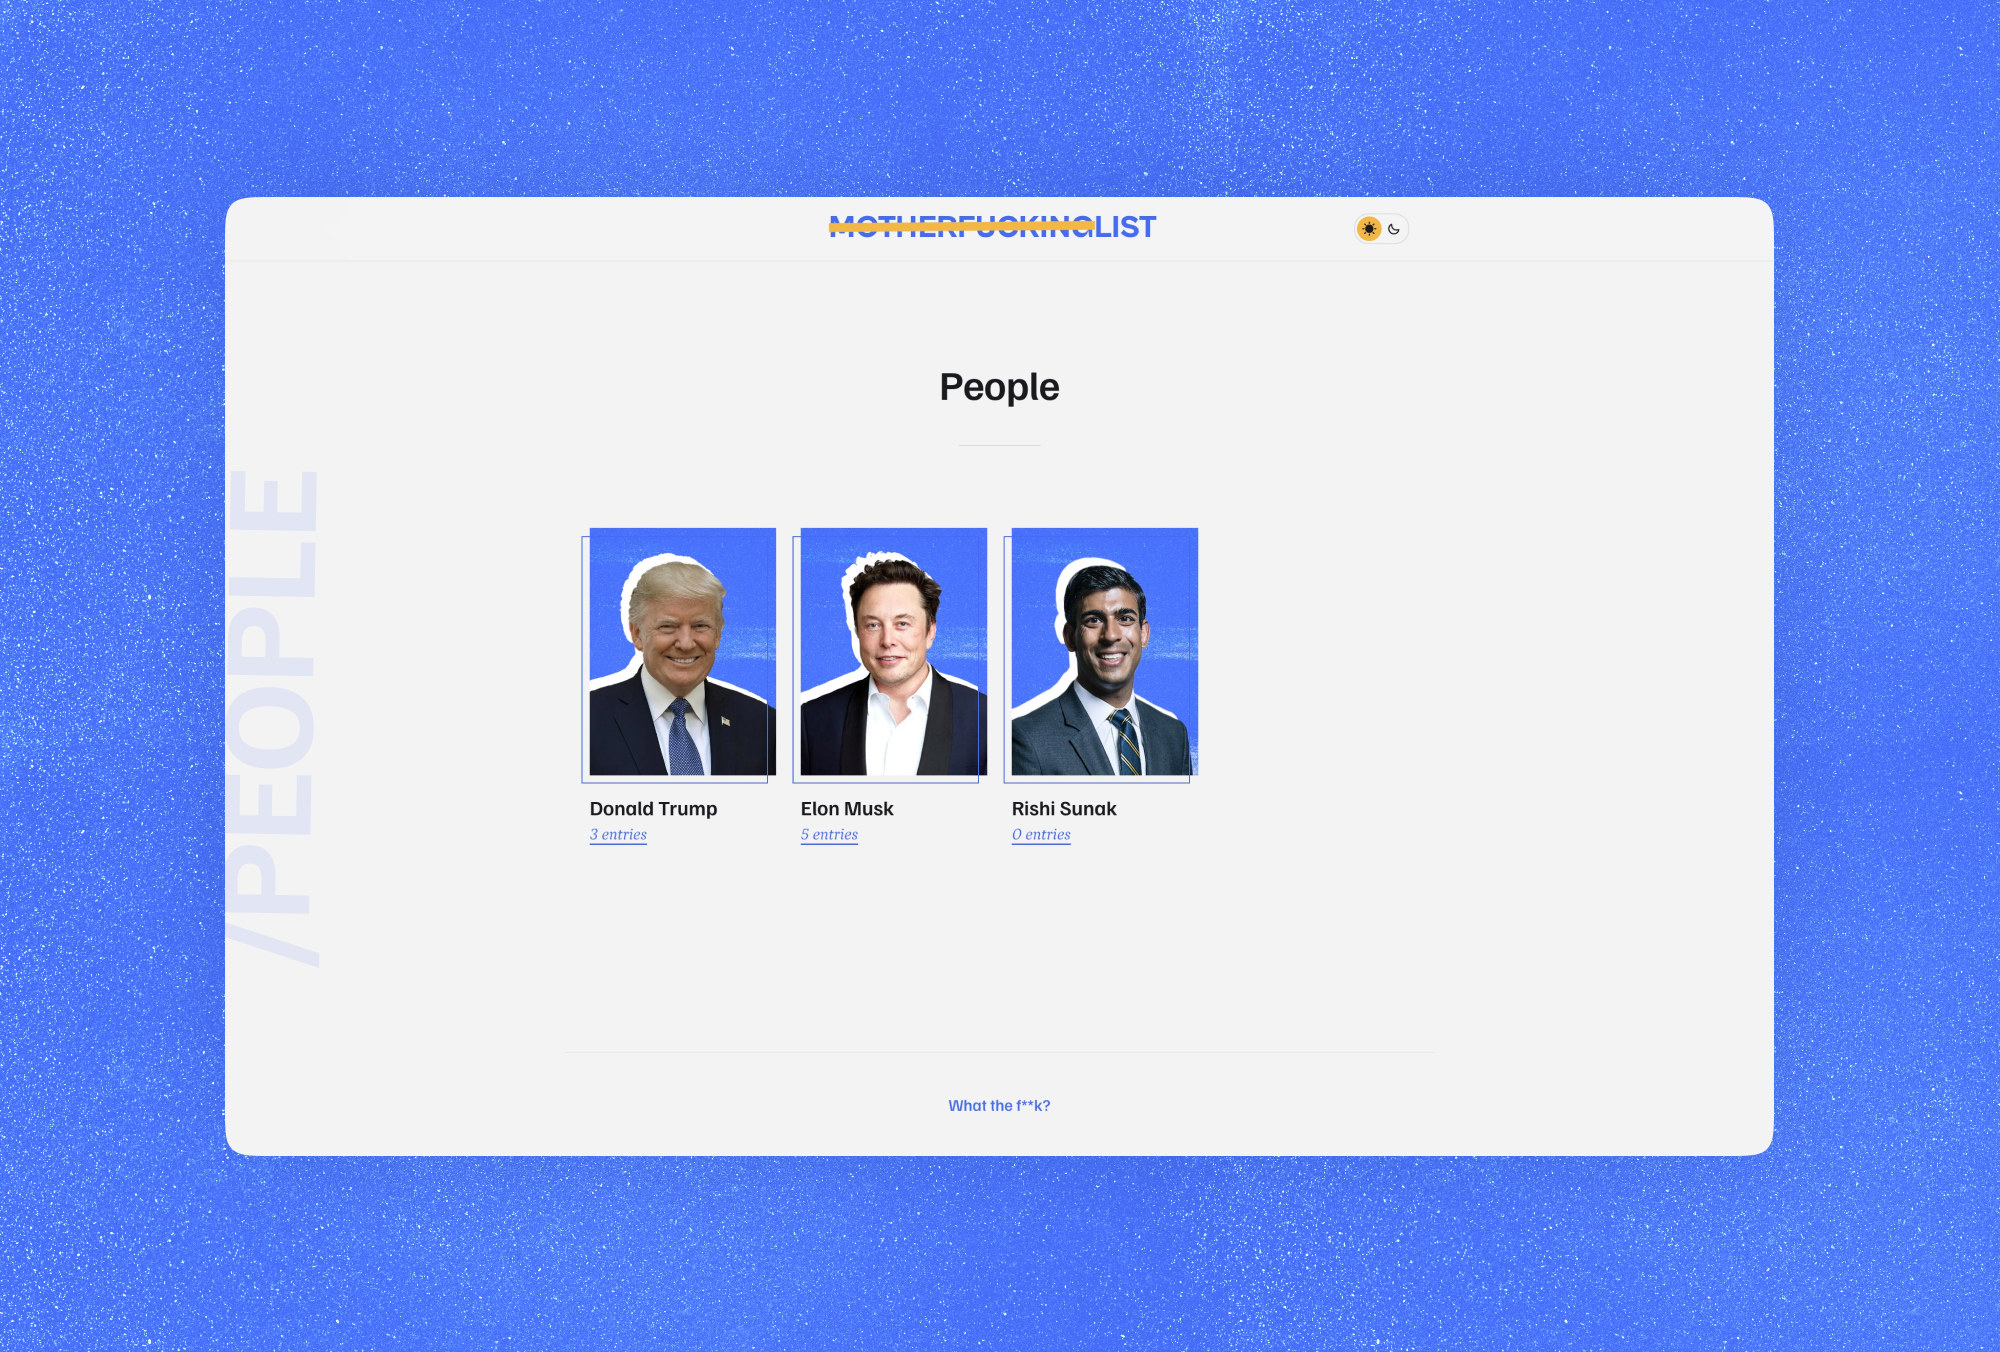 MOTHERFUCKINGLIST
People
/PEOPLE
Donald Trump
3 entries
Elon Musk
5 entries
Rishi Sunak
0 entries
What the f**k?